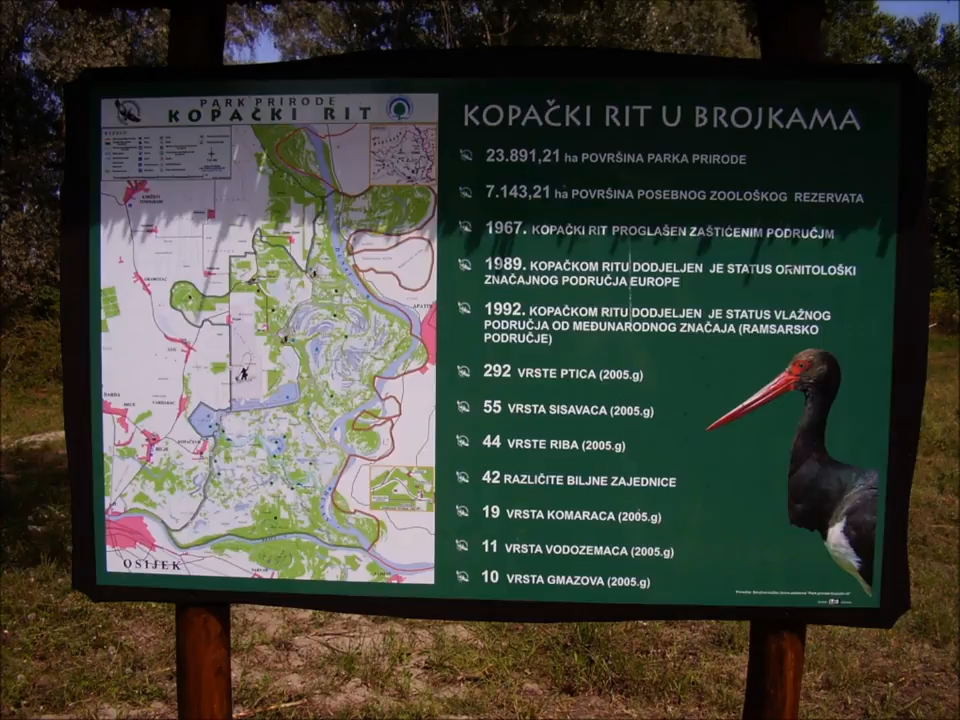 PARK PRIRODE
KOPAČKI RIT
OSIJEK
KOPAČKI RIT U BROJKAMA
23.891,21 ha POVRŠINA PARKA PRIRODE
7.143,21 ha POVRŠINA POSEBNOG ZOOLOŠKOG REZERVATA
1967. KOPAČKI RIT PROGLAŠEN ZAŠTIĆENIM PODRUČJM
1989. KOPAČKOM RITU DODJELJEN JE STATUS ORNITOLOŠKI
ZNAČAJNOG PODRUČJA EUROPE
1992. KOPAČKOM RITU DODJELJEN JE STATUS VLAŽNOG
PODRUČJA OD MEĐUNARODNOG ZNAČAJA (RAMSARSKO
PODRUČJE)
292 VRSTE PTICA (2005.g)
55 VRSTA SISAVACA (2005.g)
44 VRSTE RIBA (2005.g)
42 RAZLIČITE BILJNE ZAJEDNICE
19 VRSTA KOMARACA (2005.g)
11 VRSTA VODOZEMACA (2005.g)
10 VRSTA GMAZOVA (2005.g)